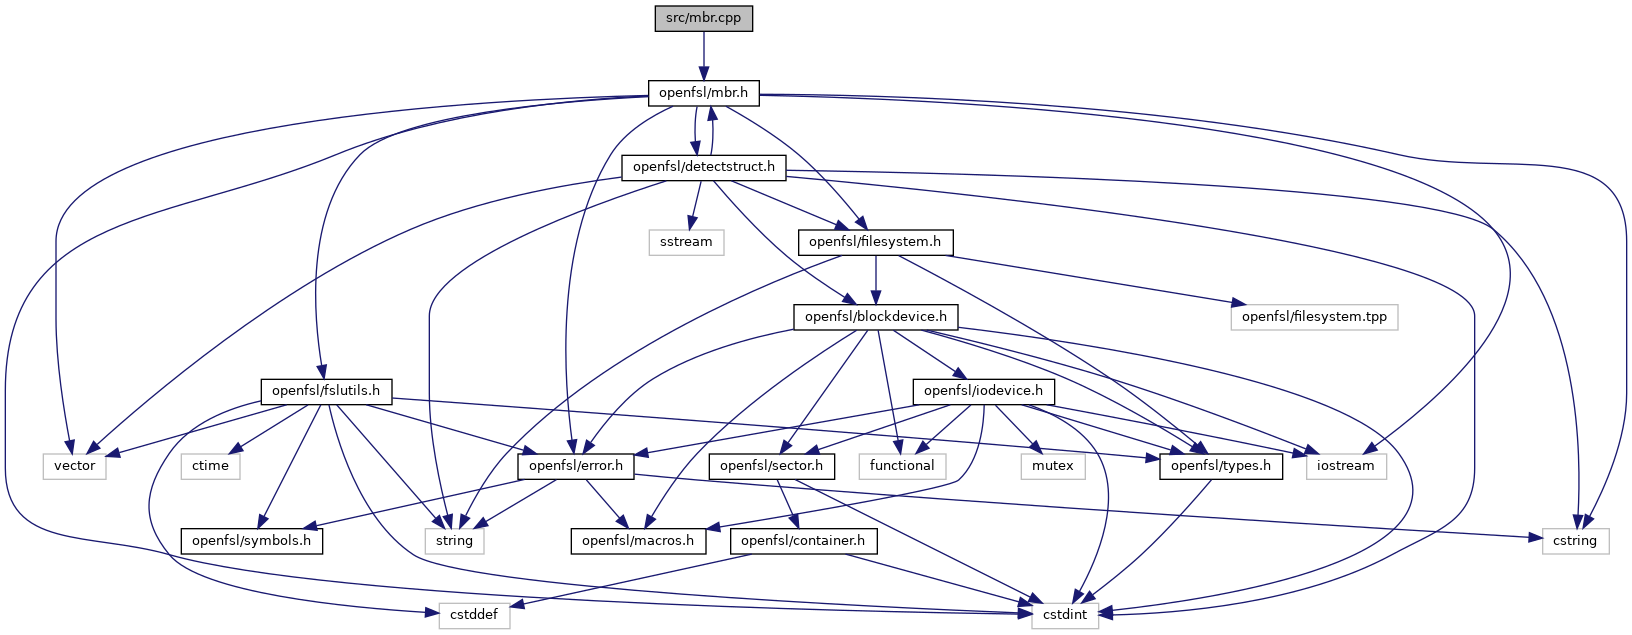 src/mbr.cpp
openfsl/mbr.h
openfsl/detectstruct.h
sstream
openfsl/filesystem.h
openfsl/blockdevice.h
openfsl/filesystem.tpp
openfsl/fslutils.h
openfsl/iodevice.h
vector
ctime
openfsl/error.h
openfsl/sector.h
functional
mutex
openfsl/types.h
iostream
openfsl/symbols.h
string
openfsl/macros.h
openfsl/container.h
cstring
cstddef
cstdint